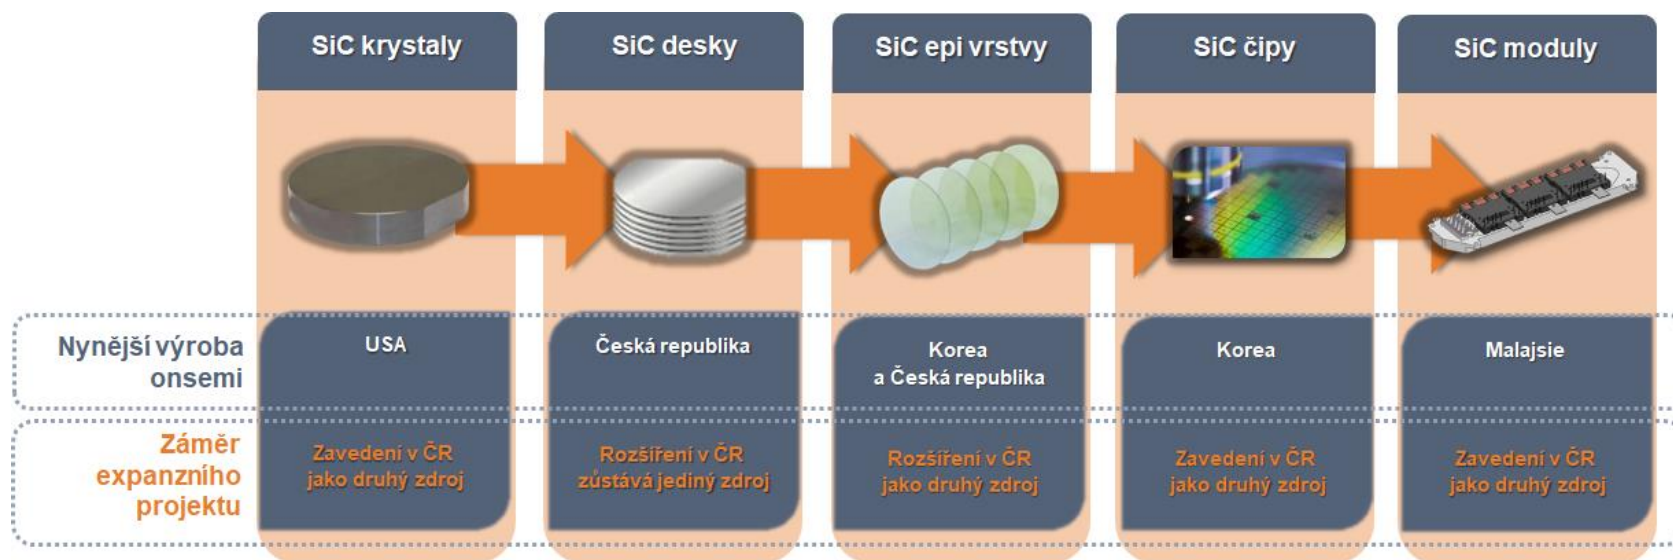 SiC krystaly
SiC desky
SiC epi vrstvy
SiC čipy
SiC moduly
Nynější výroba
onsemi
USA
Česká republika
Korea
a Česká republika
Korea
Malajsie
Záměr
expanzního
projektu
Zavedení v ČR
jako druhý zdroj
Rozšíření v ČR
zůstává jediný zdroj
Rozšíření v ČR
jako druhý zdroj
Zavedení v ČR
jako druhý zdroj
Zavedení v ČR
jako druhý zdroj